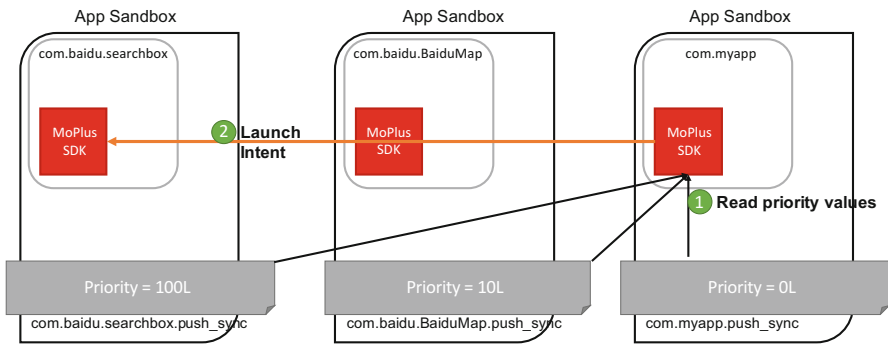 App Sandbox
App Sandbox
App Sandbox
com.baidu.searchbox
com.baidu.BaiduMap
com.myapp
MoPlus
SDK
2
Launch
Intent
MoPlus
SDK
MoPlus
SDK
1
Read priority values
Priority = 100L
Priority = 10L
Priority = 0L
com.baidu.searchbox.push_sync
com.baidu.BaiduMap.push_sync
com.myapp.push_sync